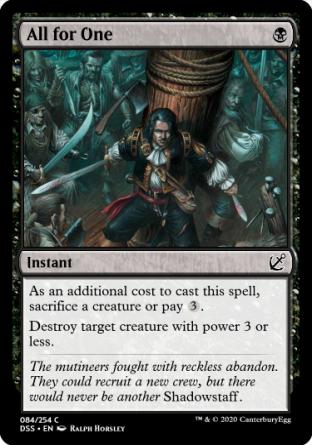 All for One
Instant
As an additional cost to cast this spell,
sacrifice a creature or pay 3.
Destroy target creature with power 3 or
less.
The mutineers fought with reckless abandon.
They could recruit a new crew, but there
would never be another Shadowstaff.
084/254 C
DSS • EN RALPH HORSLEY
™ & © 2020 CanterburyEgg